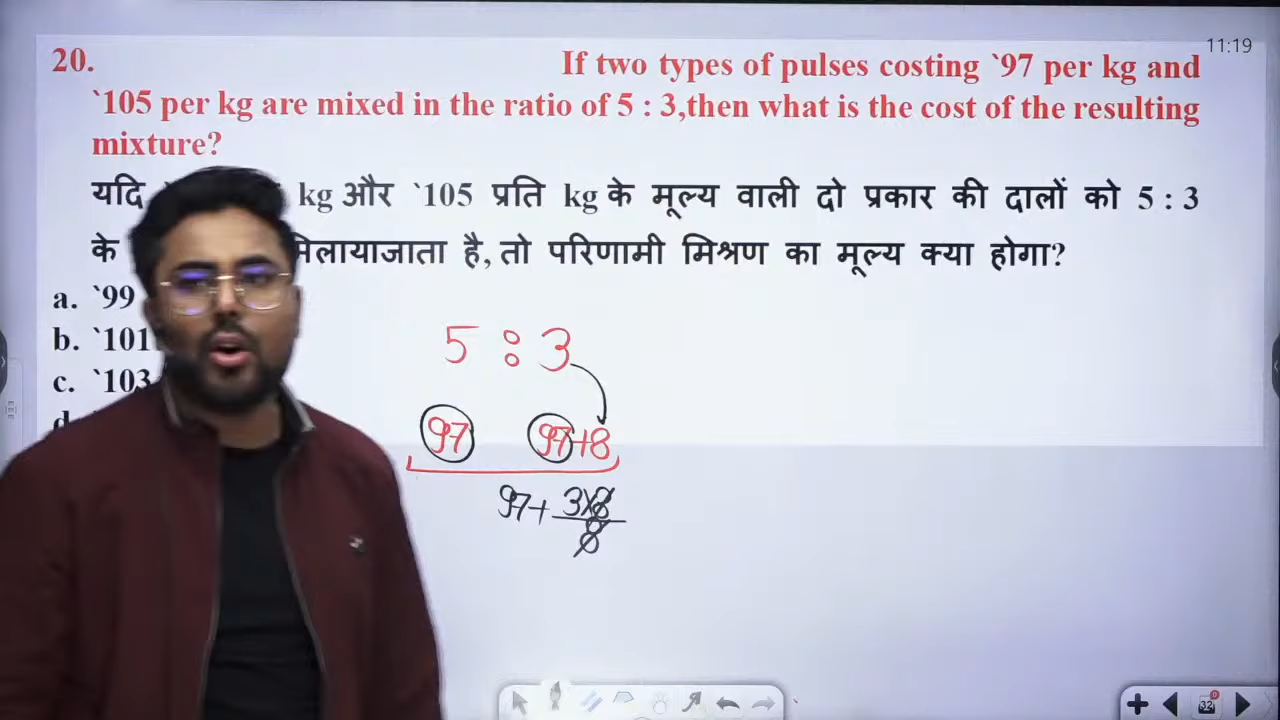 11:19
20. If two types of pulses costing `97 per kg and
`105 per kg are mixed in the ratio of 5 : 3,then what is the cost of the resulting
mixture?
यदि kg और `105 प्रति kg के मूल्य वाली दो प्रकार की दालों को 5 : 3
के मिलायाजाता है, तो परिणामी मिश्रण का मूल्य क्या होगा?
a. `99
b. `101
c. `103
d.
5 : 3
97 97+8
97+ 3×8
8
32